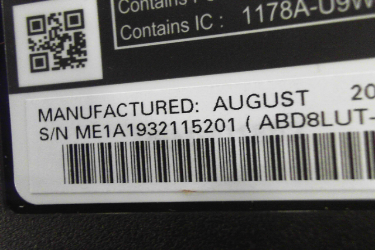 Contains IC : 1178A-U9W
MANUFACTURED: AUGUST 20
S/N ME1A1932115201 ( ABD8LUT-